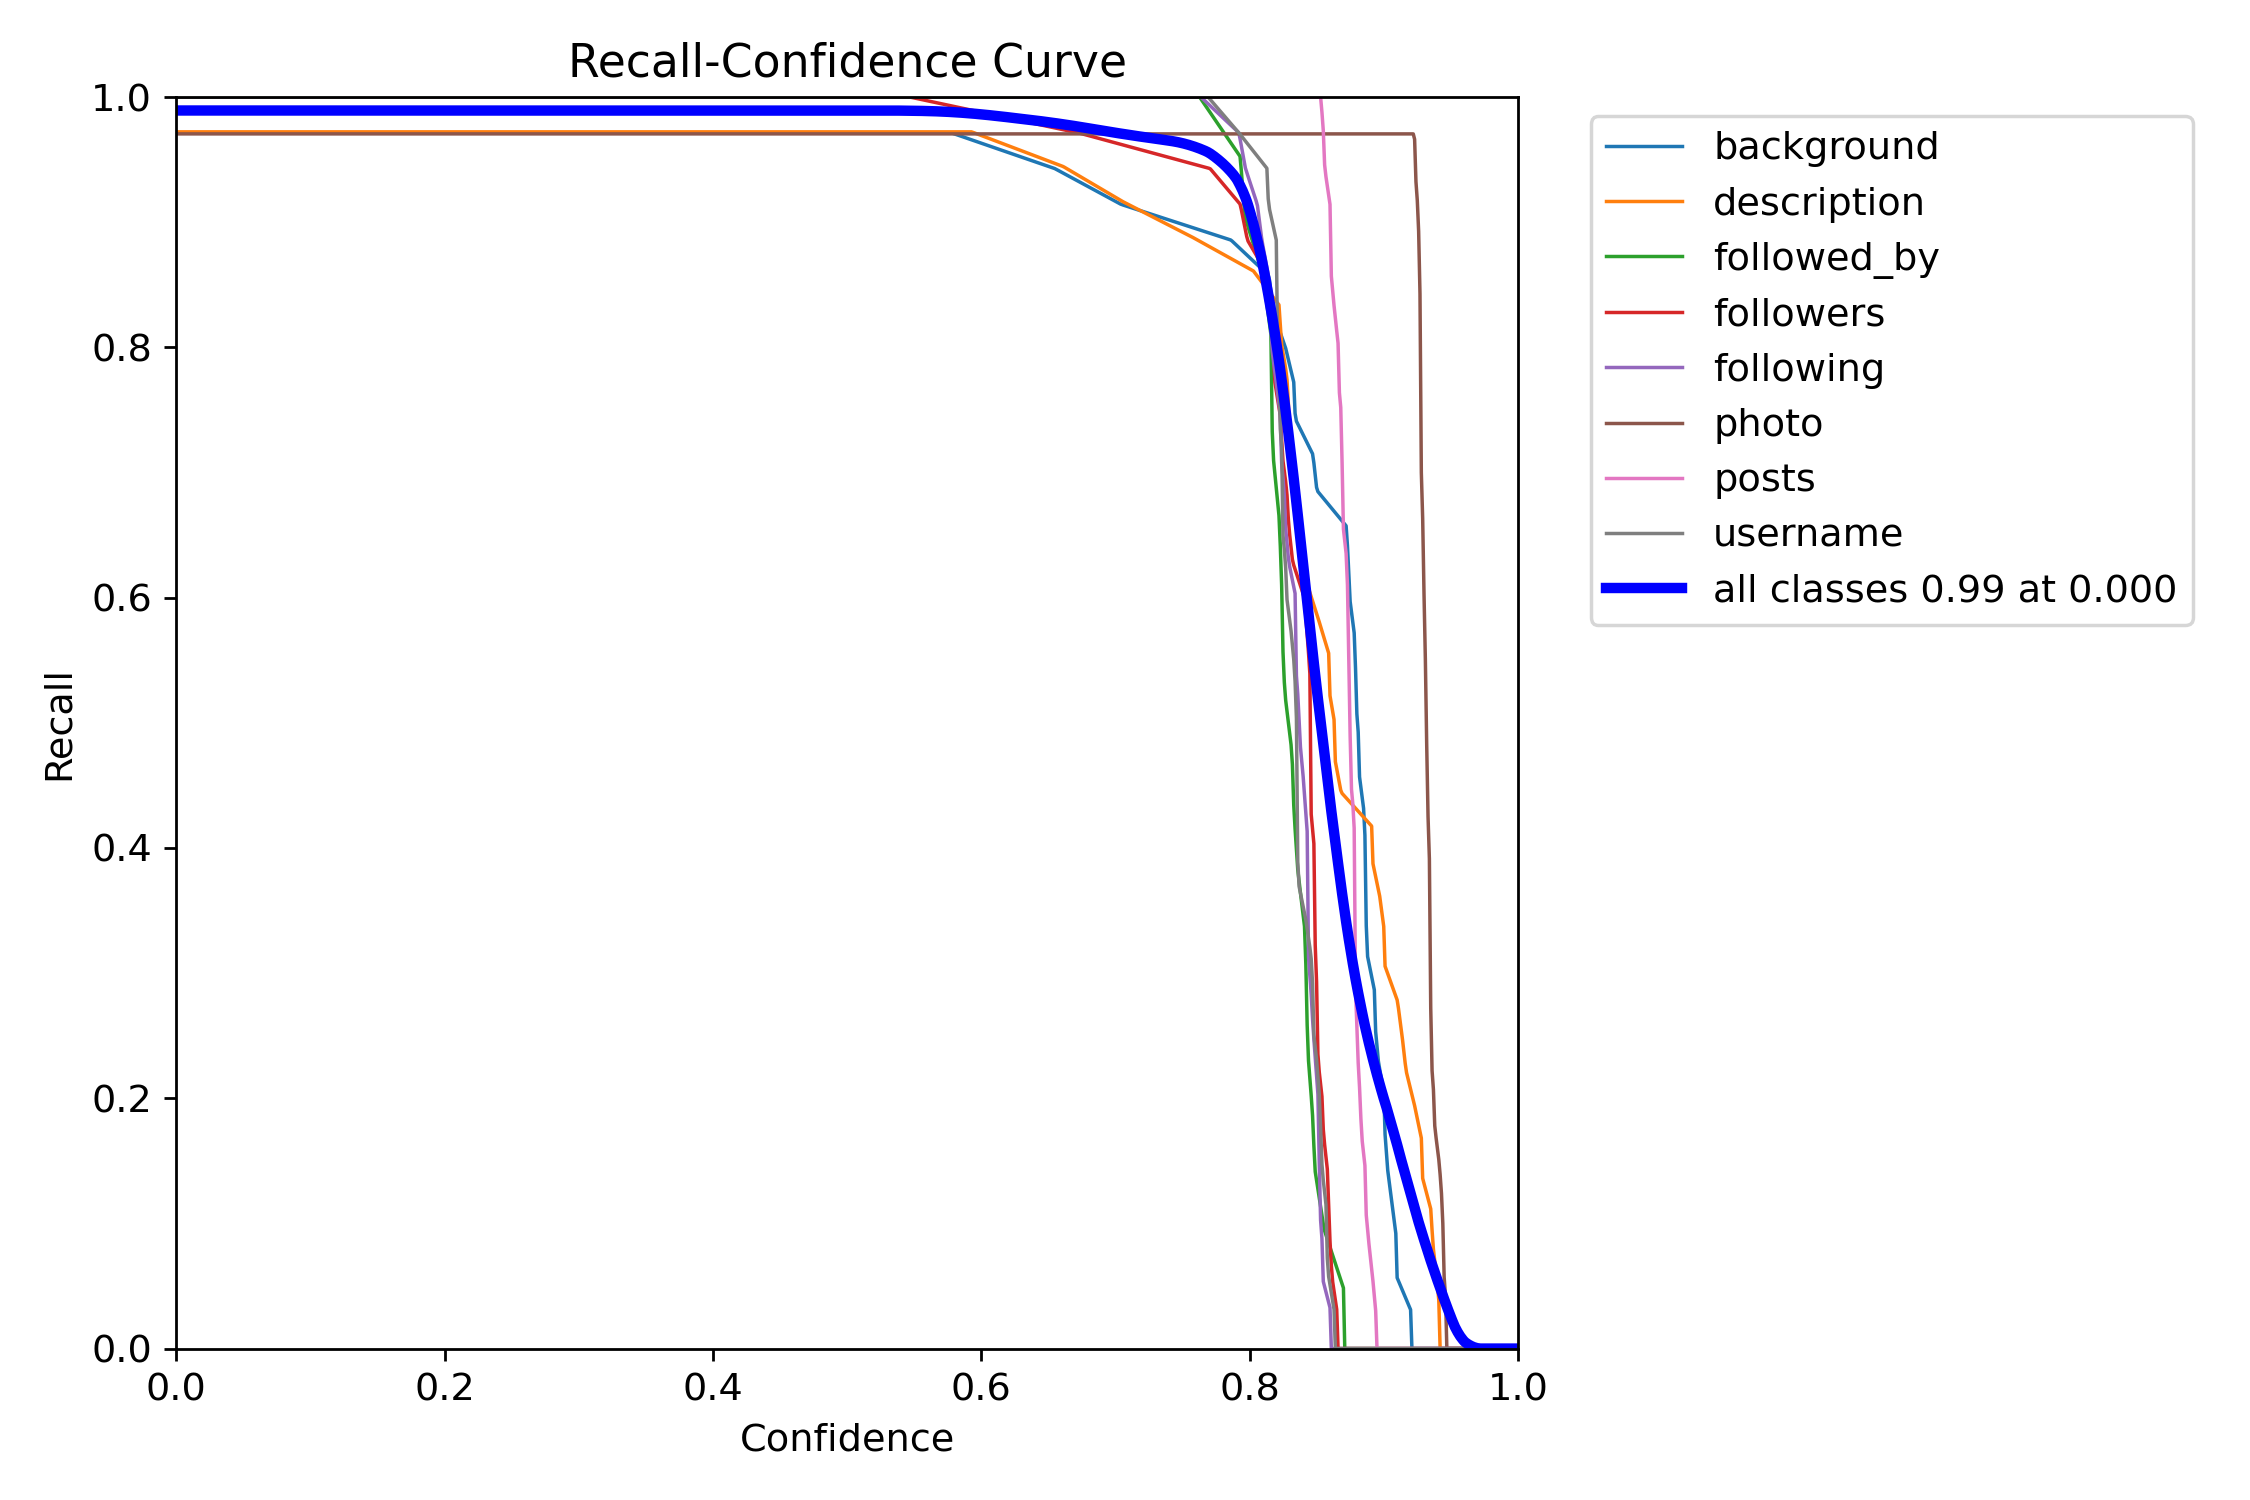 Recall-Confidence Curve
1.0
0.8
0.6
0.4
0.2
0.0
Recall
0.0 0.2 0.4 0.6 0.8 1.0
Confidence
background
description
followed_by
followers
following
photo
posts
username
all classes 0.99 at 0.000